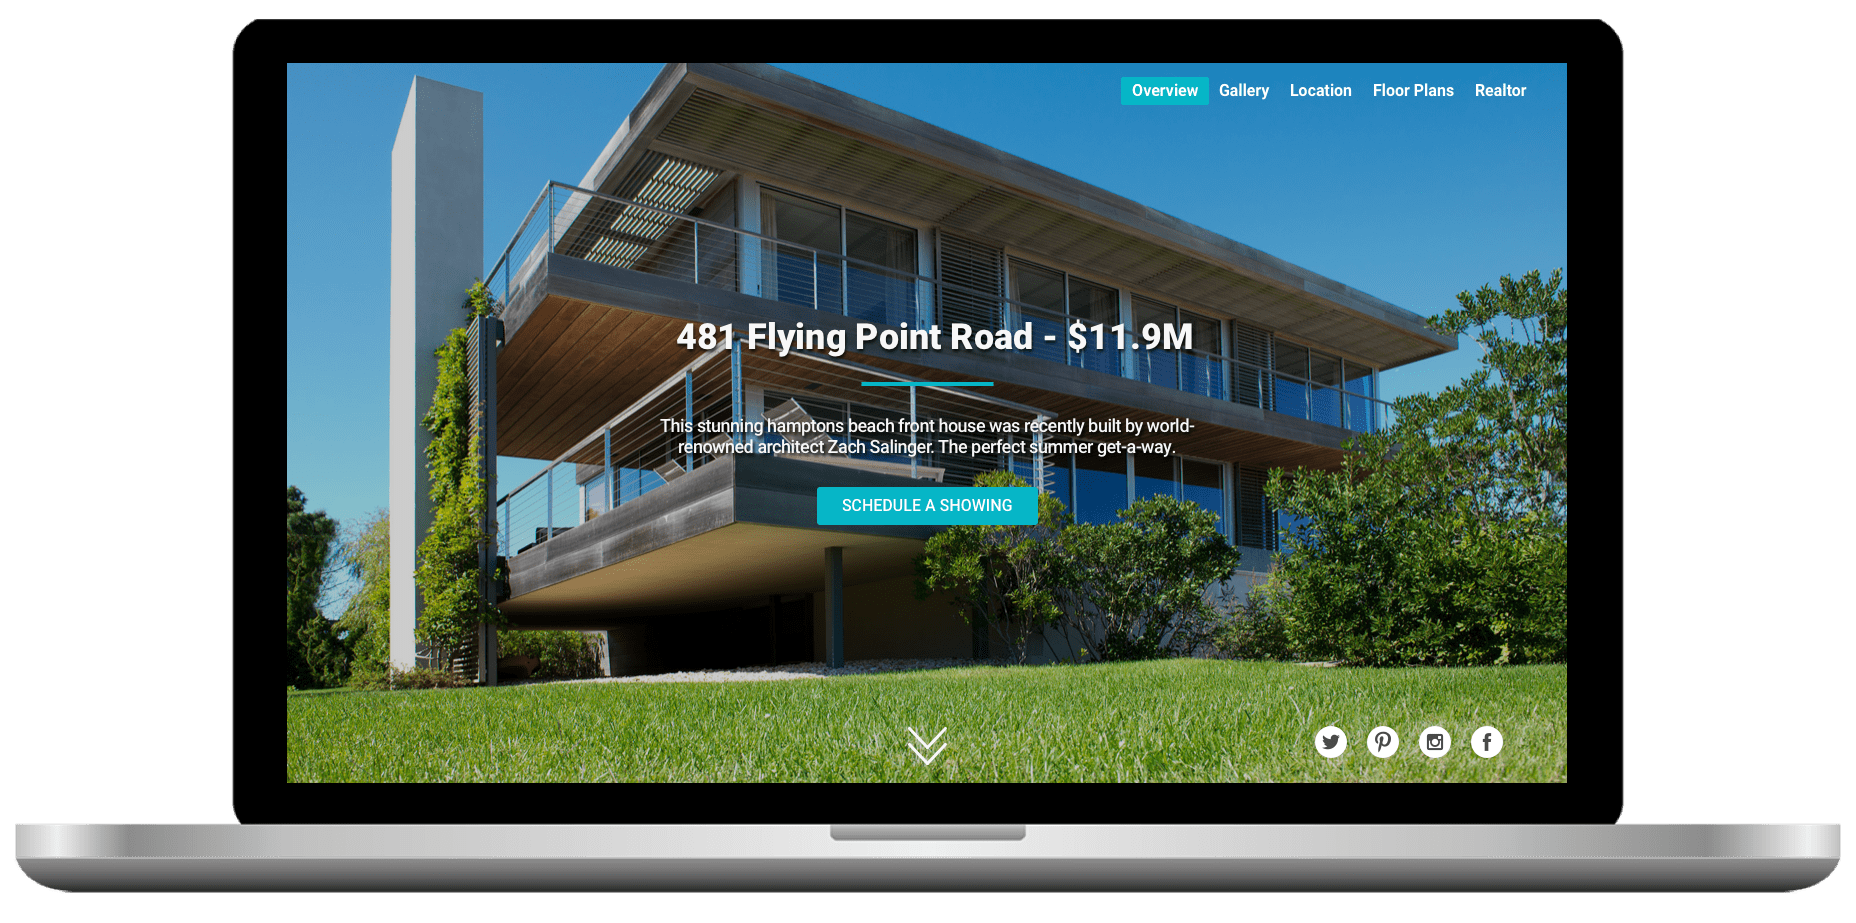 Overview Gallery Location Floor Plans Realtor
481 Flying Point Road - $11.9M
This stunning hamptons beach front house was recently built by world-
renowned architect Zach Salinger. The perfect summer get-a-way.
SCHEDULE A SHOWING